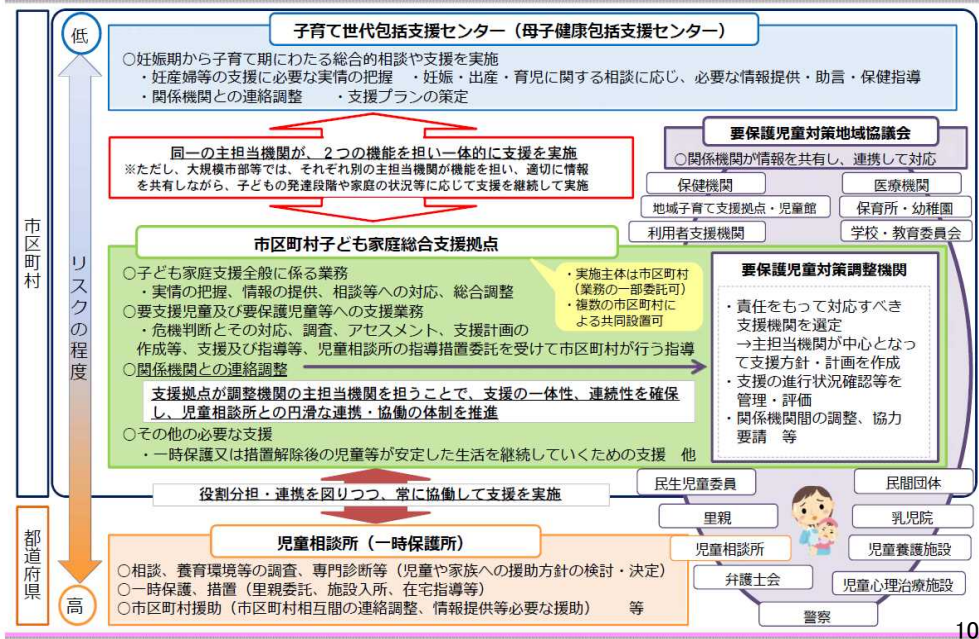 低
市区町村
リスクの程度
都道府県
高
子育て世代包括支援センター（母子健康包括支援センター）
○妊娠期から子育て期にわたる総合的相談や支援を実施
・妊産婦等の支援に必要な実情の把握　・妊娠・出産・育児に関する相談に応じ、必要な情報提供・助言・保健指導
・関係機関との連絡調整　　・支援プランの策定
同一の主担当機関が、２つの機能を担い一体的に支援を実施
※ただし、大規模市部等では、それぞれ別の主担当機関が機能を担い、適切に情報
を共有しながら、子どもの発達段階や家庭の状況等に応じて支援を継続して実施
市区町村子ども家庭総合支援拠点
○子ども家庭支援全般に係る業務
・実情の把握、情報の提供、相談等への対応、総合調整
○要支援児童及び要保護児童等への支援業務
・危機判断とその対応、調査、アセスメント、支援計画の
作成等、支援及び指導等、児童相談所の指導措置委託を受けて市区町村が行う指導
○関係機関との連絡調整
支援拠点が調整機関の主担当機関を担うことで、支援の一体性、連続性を確保
し、児童相談所との円滑な連携・協働の体制を推進
○その他の必要な支援
・一時保護又は措置解除後の児童等が安定した生活を継続していくための支援　他
・実施主体は市区町村
（業務の一部委託可）
・複数の市区町村に
よる共同設置可
役割分担・連携を図りつつ、常に協働して支援を実施
児童相談所（一時保護所）
○相談、養育環境等の調査、専門診断等（児童や家族への援助方針の検討・決定）
○一時保護、措置（里親委託、施設入所、在宅指導等）
○市区町村援助（市区町村相互間の連絡調整、情報提供等必要な援助）　　等
要保護児童対策地域協議会
○関係機関が情報を共有し、連携して対応
保健機関
医療機関
地域子育て支援拠点・児童館
保育所・幼稚園
利用者支援機関
学校・教育委員会
要保護児童対策調整機関
・責任をもって対応すべき
支援機関を選定
→主担当機関が中心となっ
て支援方針・計画を作成
・支援の進行状況確認等を
管理・評価
・関係機関間の調整、協力
要請　等
民生児童委員
民間団体
里親
乳児院
児童相談所
児童養護施設
弁護士会
児童心理治療施設
警察
10